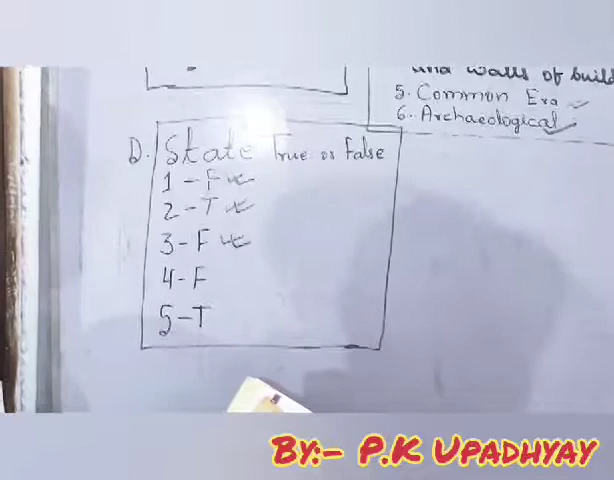 and walls of build
5. Common Era
6. Archaeological
D. State True or False
1 - F
2 - T
3 - F
4 - F
5 - T
By:- P.K Upadhyay